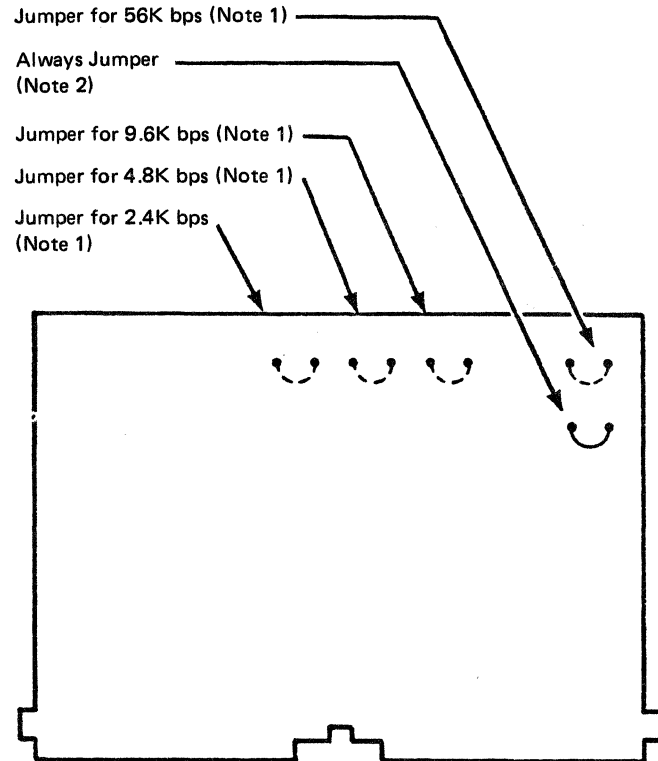 Jumper for 56K bps (Note 1)
Always Jumper
(Note 2)
Jumper for 9.6K bps (Note 1)
Jumper for 4.8K bps (Note 1)
Jumper for 2.4K bps
(Note 1)